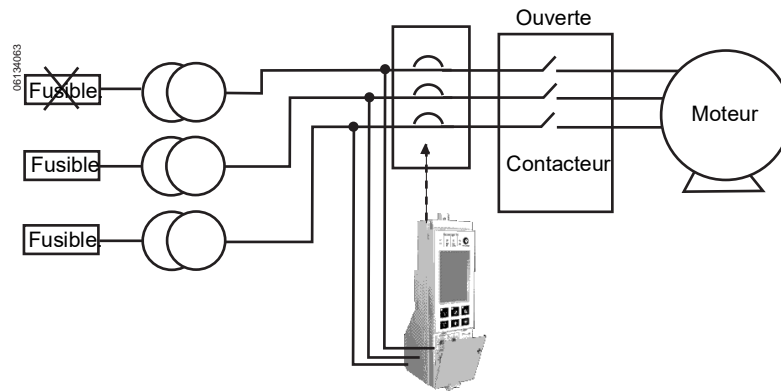 Ouverte
06134063
Fusible.
Moteur
Fusible
Contacteur
Fusible.